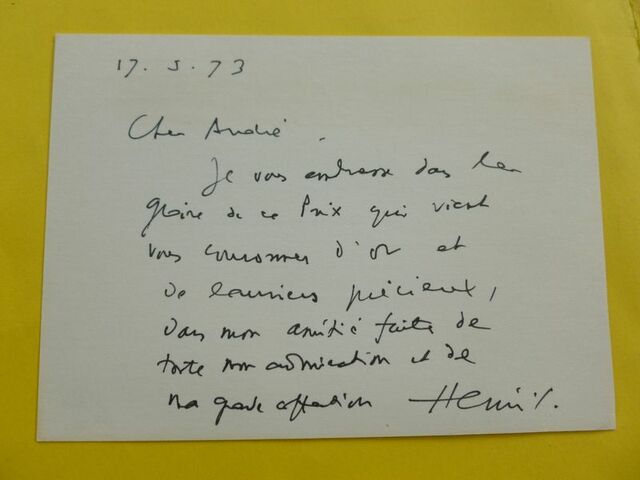 17. 5. 73
Cher André,
Je vous embrasse dans
gloire de ce Prix qui vient
vous couronner d'or et
de lauriers précieux,
dans mon amitié faite de
toute mon admiration et de
ma grande affection Henri